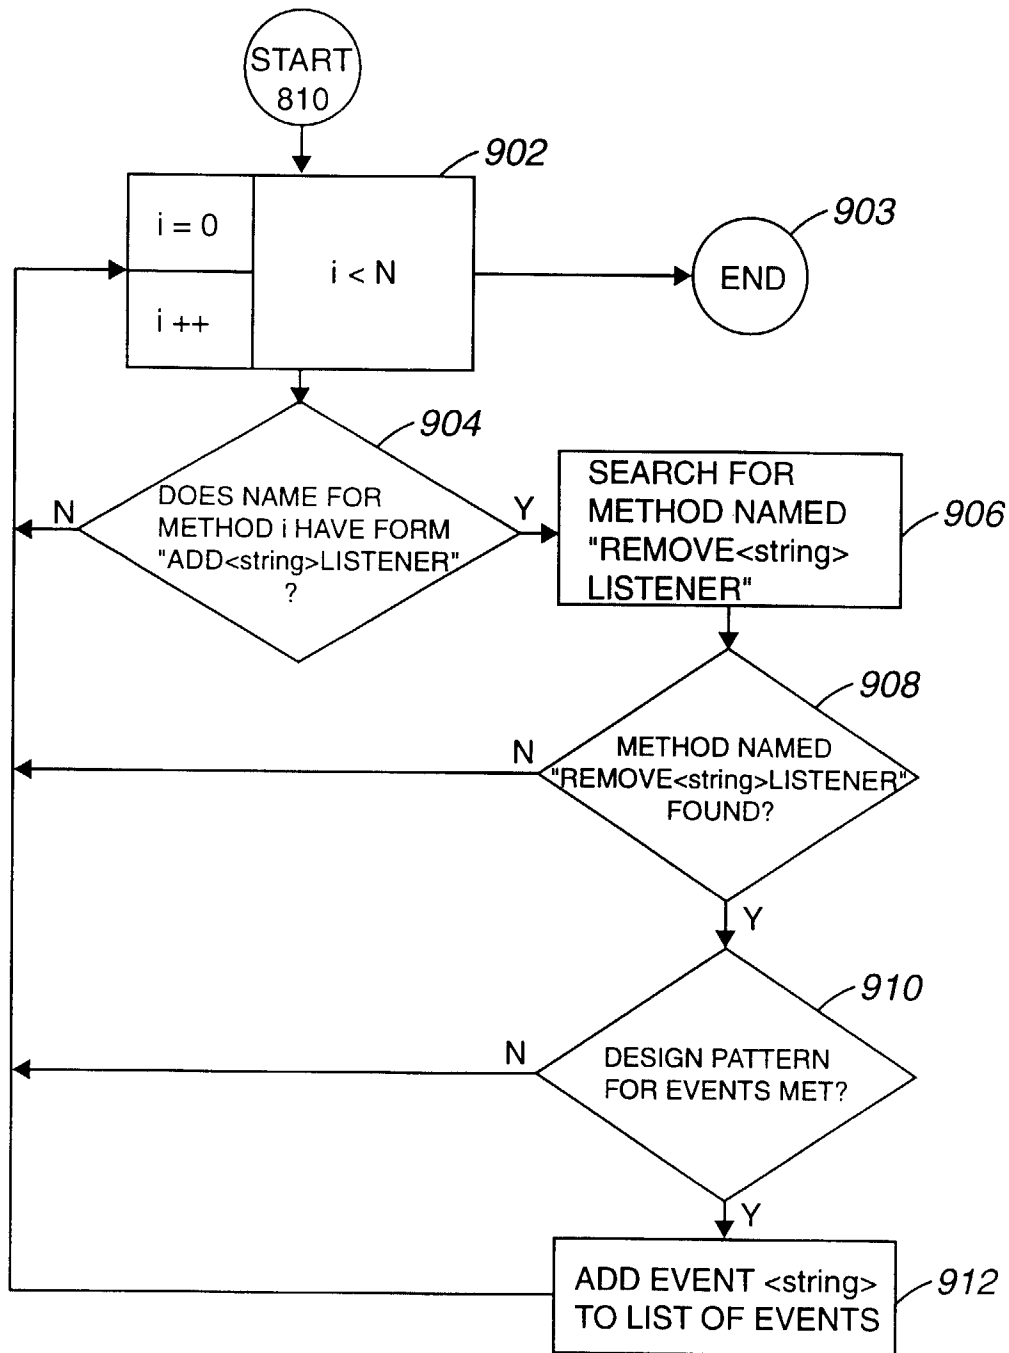 START
810
902
i = 0
i < N
i ++
903
END
904
DOES NAME FOR
METHOD i HAVE FORM
"ADD<string>LISTENER"
?
N
Y
SEARCH FOR
METHOD NAMED
"REMOVE<string>
LISTENER"
906
908
METHOD NAMED
"REMOVE<string>LISTENER"
FOUND?
N
Y
910
DESIGN PATTERN
FOR EVENTS MET?
N
Y
ADD EVENT <string>
TO LIST OF EVENTS
912